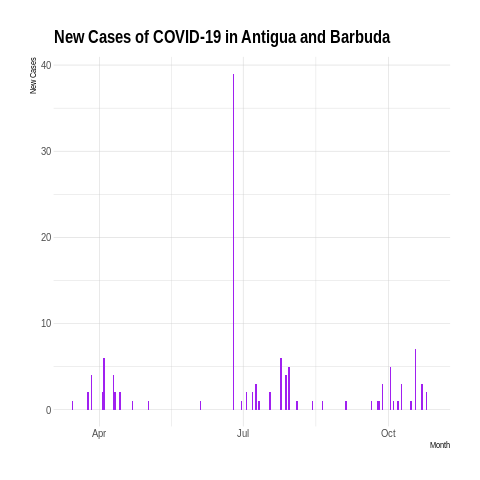 New Cases of COVID-19 in Antigua and Barbuda
New Cases
40
30
20
10
0
Apr
Jul
Oct
Month